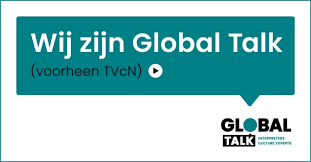 Wij zijn Global Talk
(voorheen TVcN)
GLOBAL
TALK
INTERPRETERS
CULTURE EXPERTS